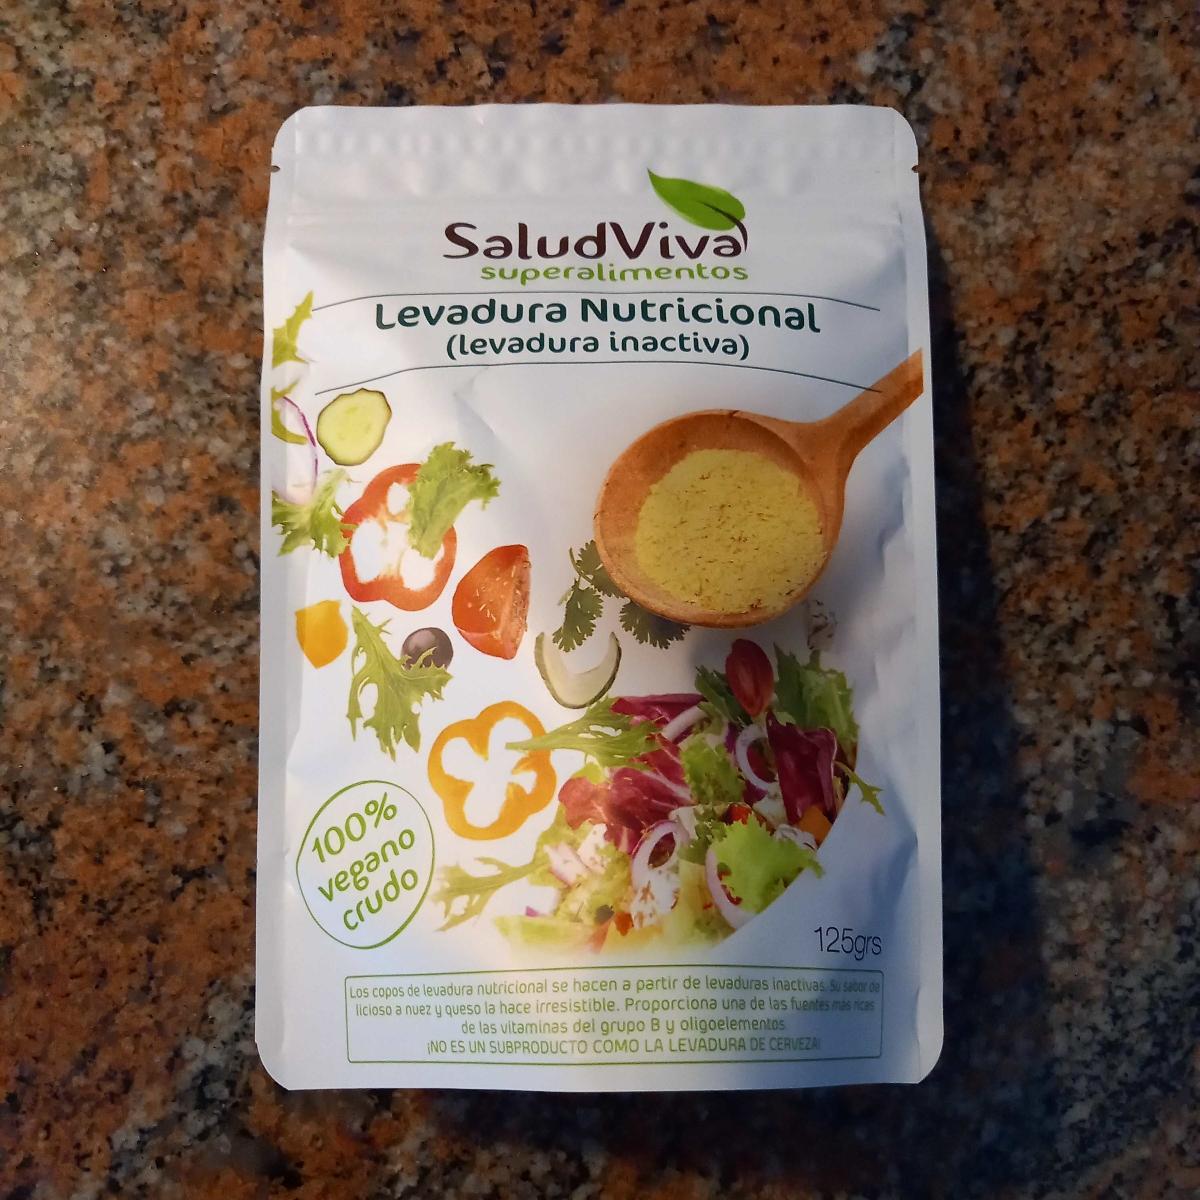 SaludViva
superalimentos
Levadura Nutricional
(levadura inactiva)
100%
vegano
crudo
125grs
Los copos de levadura nutricional se hacen a partir de levaduras inactivas. Su sabor de
licioso a nuez y queso la hace irresistible. Proporciona una de las fuentes más ricas
de las vitaminas del grupo B y oligoelementos.
¡NO ES UN SUBPRODUCTO COMO LA LEVADURA DE CERVEZA!